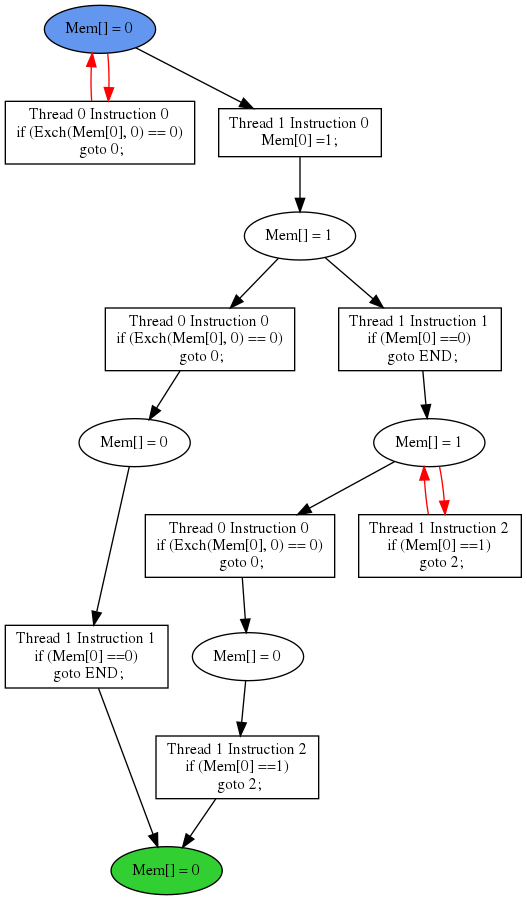 Mem[] = 0
Thread 0 Instruction 0
if (Exch(Mem[0], 0) == 0)
goto 0;
Thread 1 Instruction 0
Mem[0] =1;
Mem[] = 1
Thread 0 Instruction 0
if (Exch(Mem[0], 0) == 0)
goto 0;
Thread 1 Instruction 1
if (Mem[0] ==0)
goto END;
Mem[] = 0
Mem[] = 1
Thread 0 Instruction 0
if (Exch(Mem[0], 0) == 0)
goto 0;
Thread 1 Instruction 2
if (Mem[0] ==1)
goto 2;
Thread 1 Instruction 1
if (Mem[0] ==0)
goto END;
Mem[] = 0
Thread 1 Instruction 2
if (Mem[0] ==1)
goto 2;
Mem[] = 0